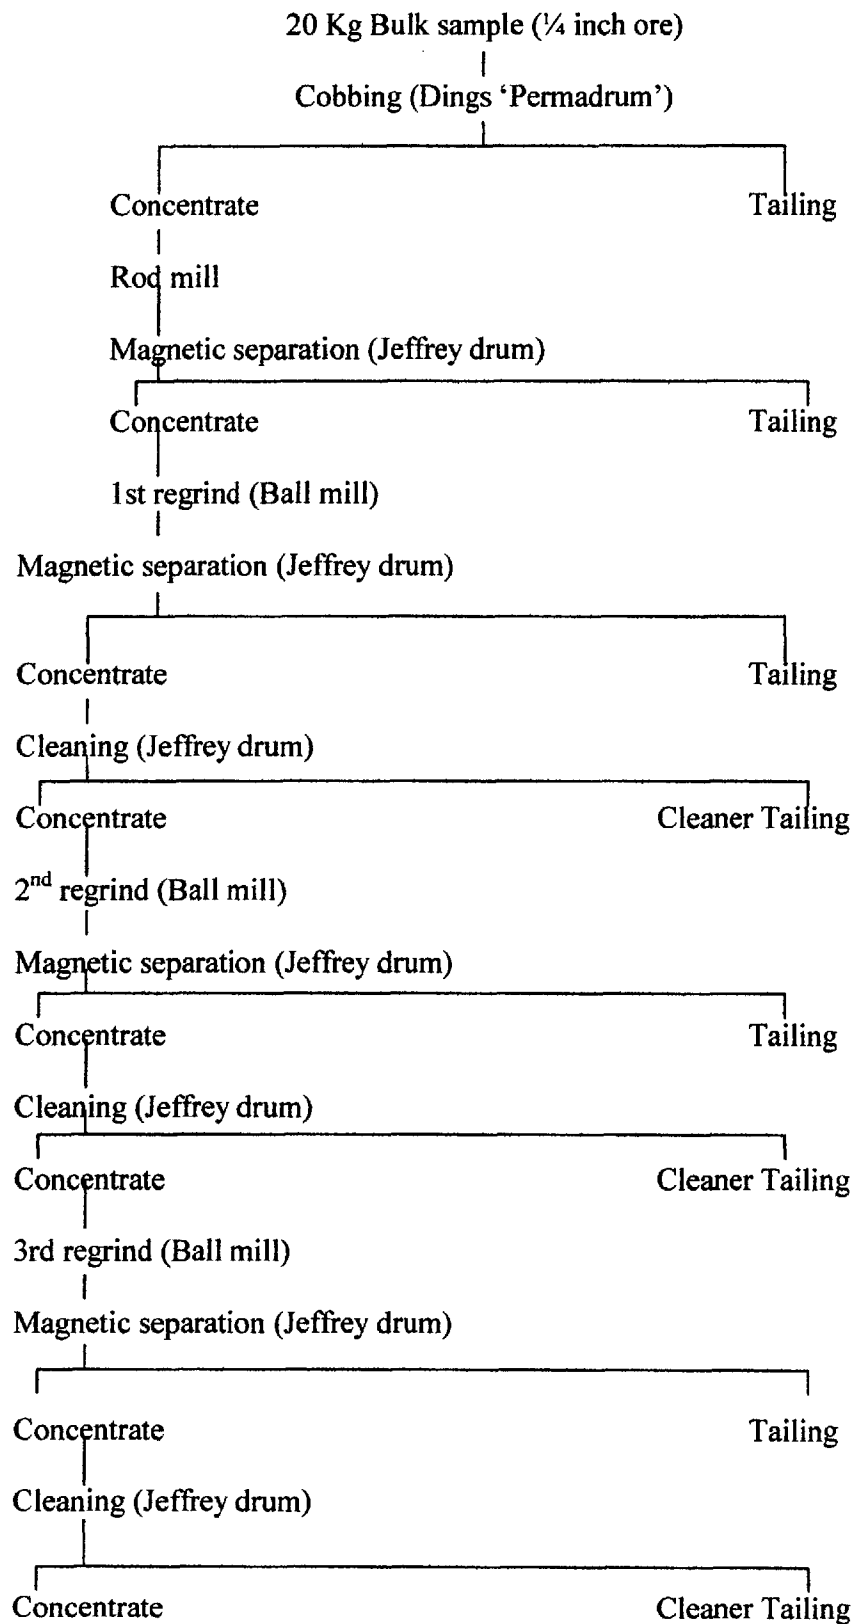 20 Kg Bulk sample (¼ inch ore)
Cobbing (Dings ‘Permadrum’)
Concentrate Tailing
Rod mill
Magnetic separation (Jeffrey drum)
Concentrate Tailing
1st regrind (Ball mill)
Magnetic separation (Jeffrey drum)
Concentrate Tailing
Cleaning (Jeffrey drum)
Concentrate Cleaner Tailing
2nd regrind (Ball mill)
Magnetic separation (Jeffrey drum)
Concentrate Tailing
Cleaning (Jeffrey drum)
Concentrate Cleaner Tailing
3rd regrind (Ball mill)
Magnetic separation (Jeffrey drum)
Concentrate Tailing
Cleaning (Jeffrey drum)
Concentrate Cleaner Tailing